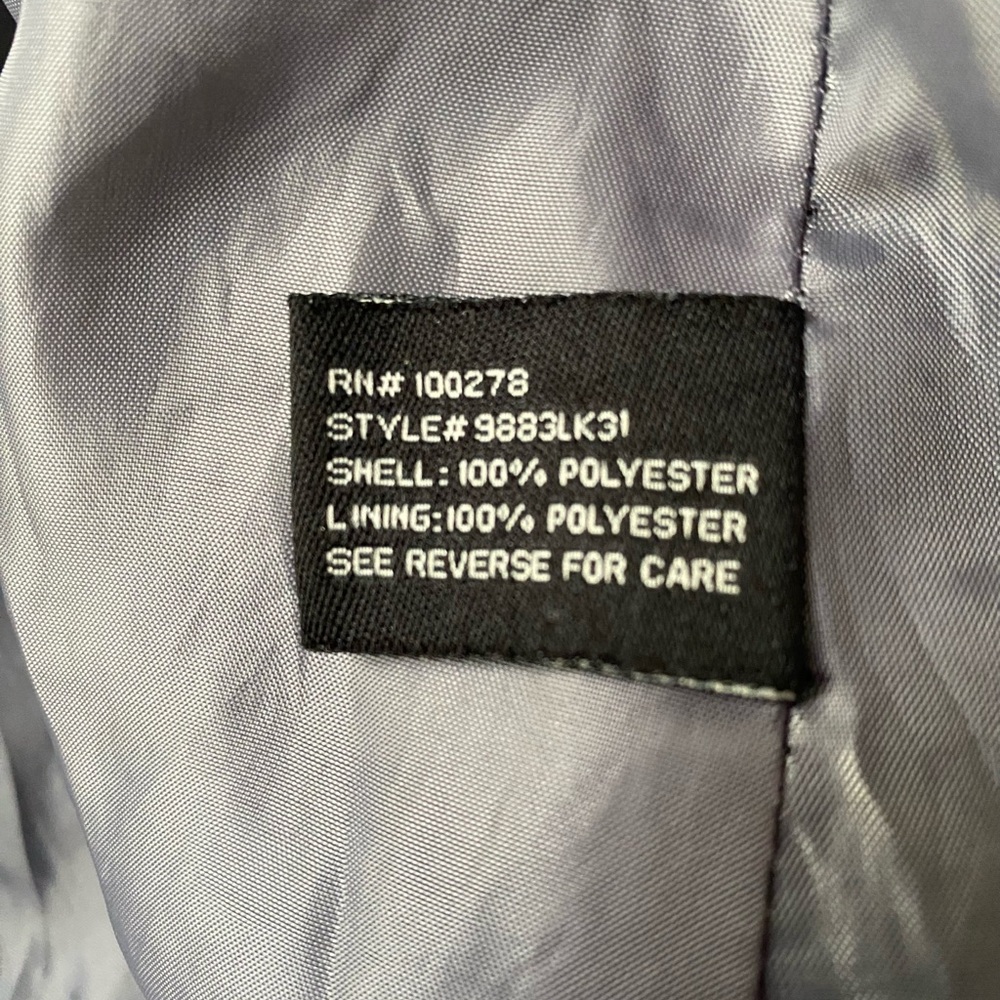 RN# 100278
STYLE# 9883LK31
SHELL: 100% POLYESTER
LINING:100% POLYESTER
SEE REVERSE FOR CARE